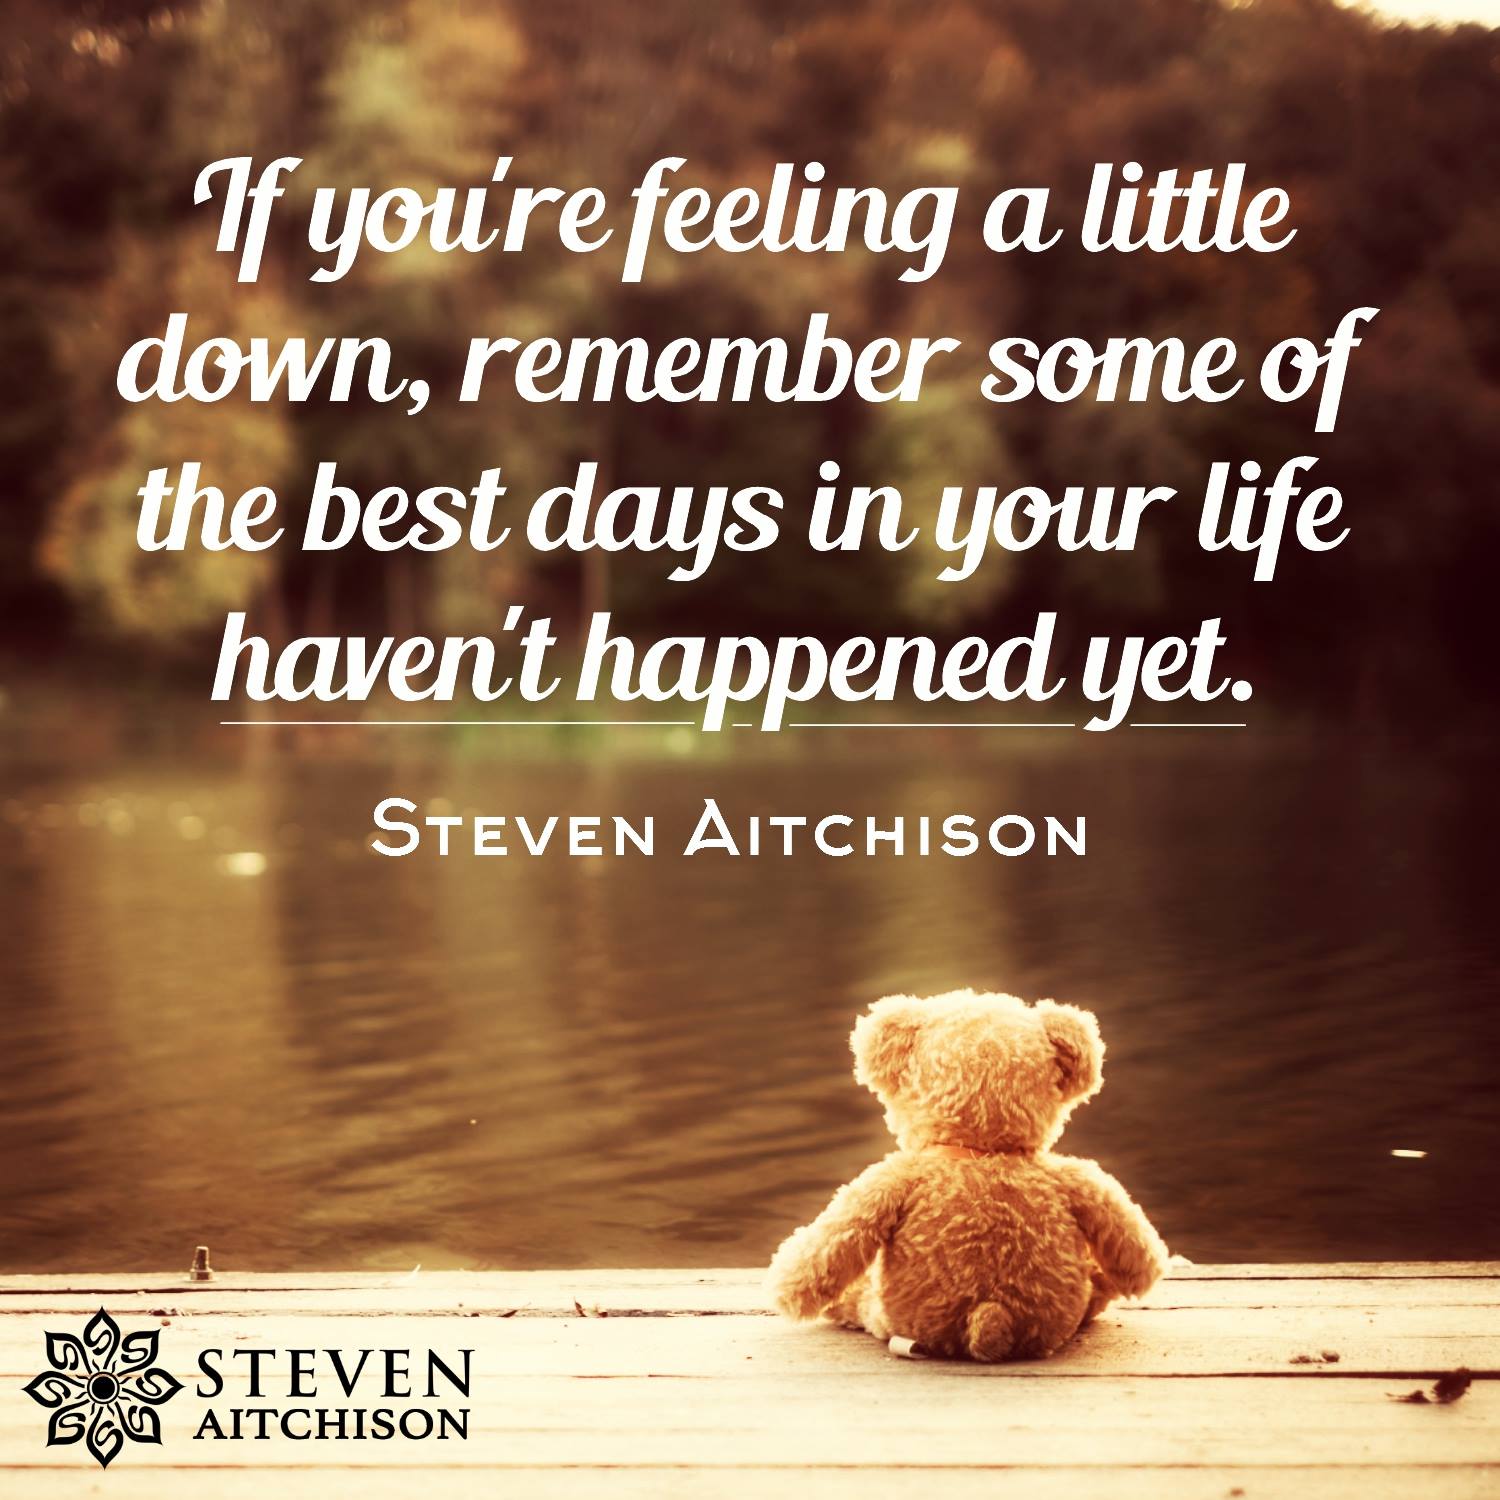 If you're feeling a little
down, remember some of
the best days in your life
haven't happened yet.
STEVEN AITCHISON
STEVEN
AITCHISON